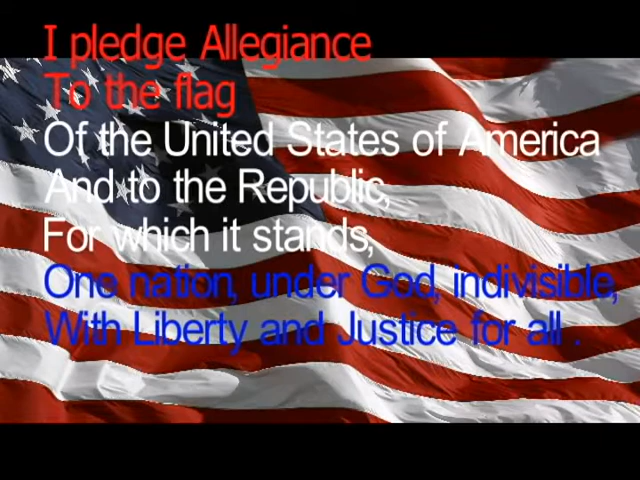 I pledge Allegiance
To the flag
Of the United States of America
And to the Republic,
For which it stands,
One nation, under God, indivisible,
With Liberty and Justice for all .